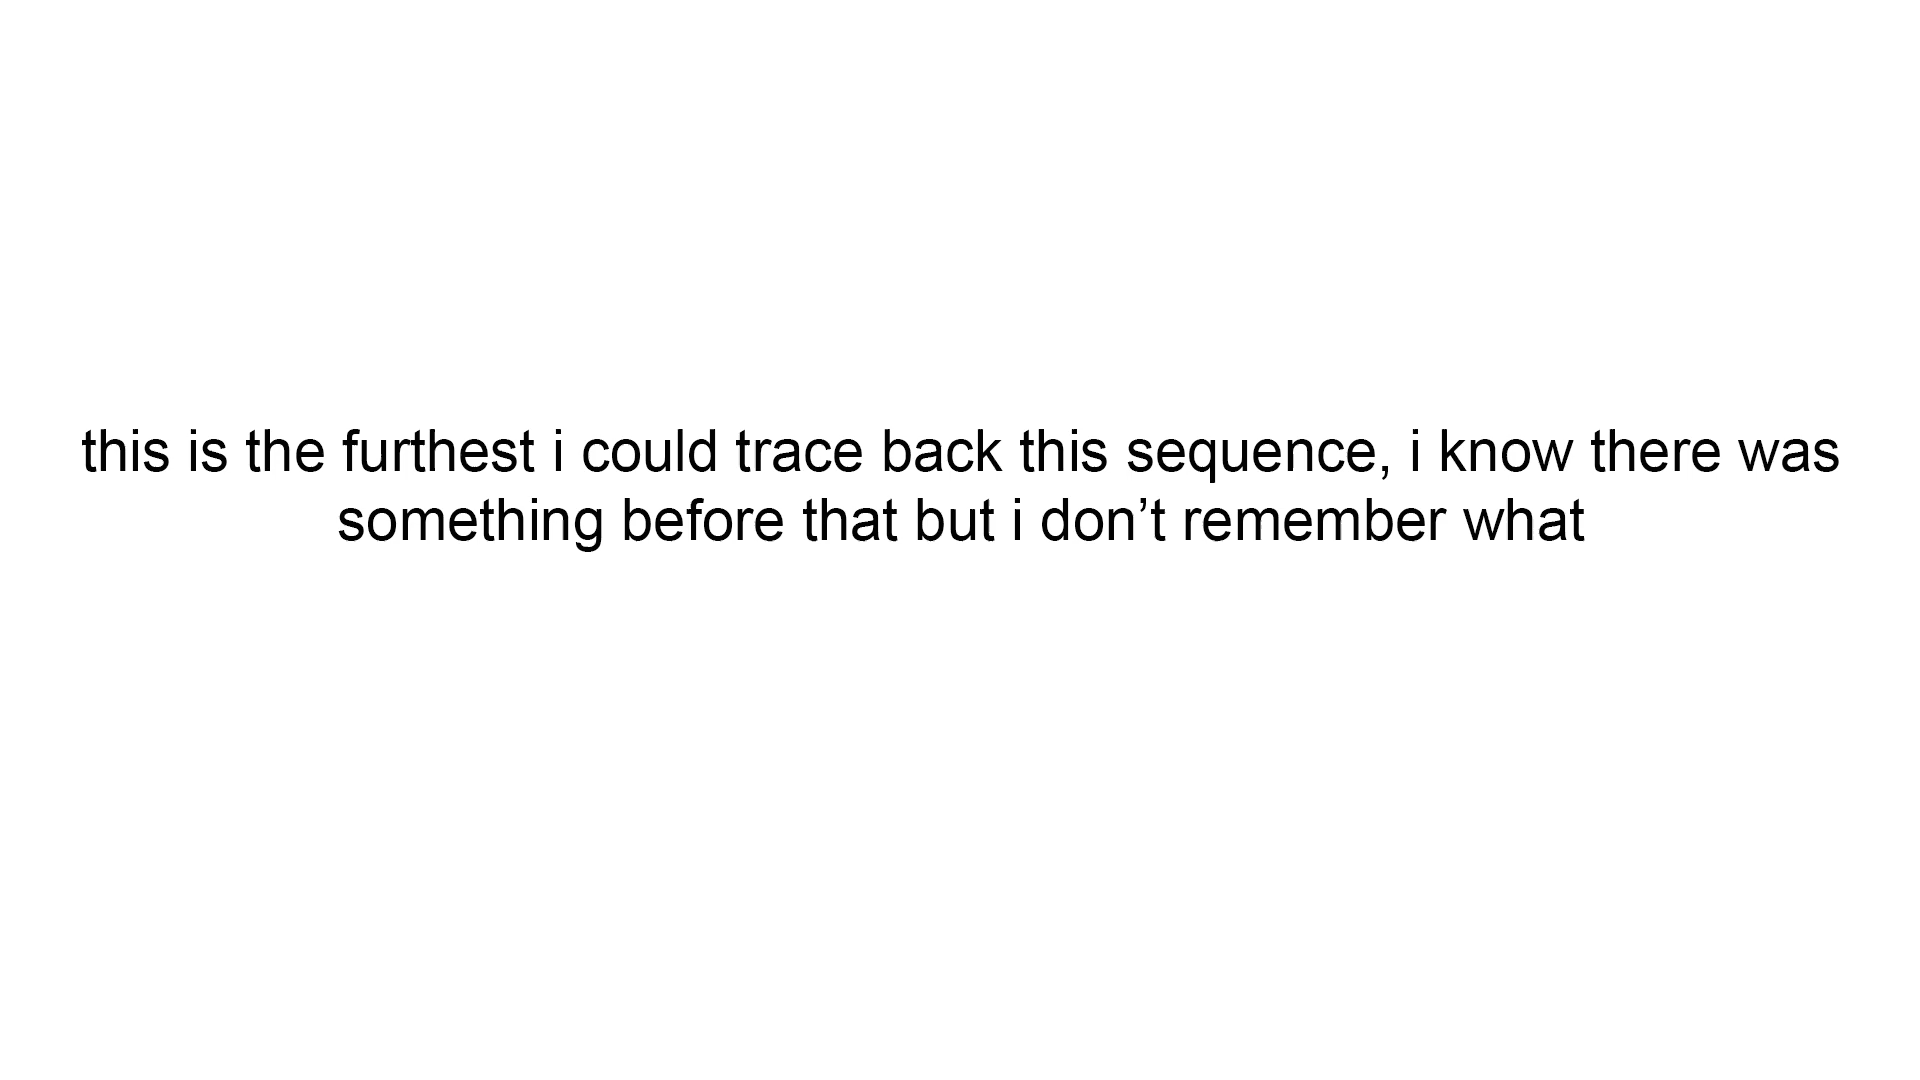 this is the furthest i could trace back this sequence, i know there was
something before that but i don’t remember what